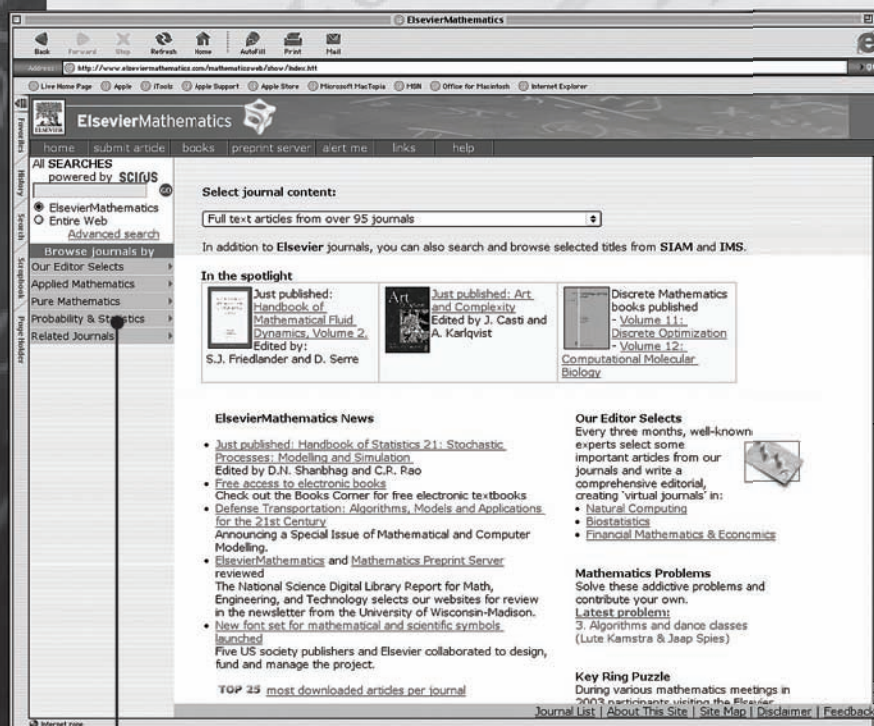 ElsevierMathematics
Back Forward Stop Refresh Home AutoFill Print Mail
Address http://www.elseviermathematics.com/mathematicsweb/show/Index.htt
Live Home Page Apple iTools Apple Support Apple Store Microsoft MacTopia MSN Office for Macintosh Internet Explorer
Favorites
History
Search
Scrapbook
Page Holder
ELSEVIER
ElsevierMathematics
home submit article books preprint server alert me links help
All SEARCHES
powered by SCIRUS
GO
ElsevierMathematics
Entire Web
Advanced search
Browse journals by
Our Editor Selects
Applied Mathematics
Pure Mathematics
Probability & Statistics
Related Journals
Select journal content:
Full text articles from over 95 journals
In addition to Elsevier journals, you can also search and browse selected titles from SIAM and IMS.
In the spotlight
Just published:
Handbook of
Mathematical Fluid
Dynamics, Volume 2.
Edited by:
S.J. Friedlander and D. Serre
Art
Just published: Art
and Complexity
Edited by J. Casti and
A. Karlqvist
Discrete Mathematics
books published
- Volume 11:
Discrete Optimization
- Volume 12:
Computational Molecular
Biology
ElsevierMathematics News
• Just published: Handbook of Statistics 21: Stochastic
Processes: Modelling and Simulation
Edited by D.N. Shanbhag and C.R. Rao
• Free access to electronic books
Check out the Books Corner for free electronic textbooks
• Defense Transportation: Algorithms, Models and Applications
for the 21st Century
Announcing a Special Issue of Mathematical and Computer
Modelling.
• ElsevierMathematics and Mathematics Preprint Server
reviewed
The National Science Digital Library Report for Math,
Engineering, and Technology selects our websites for review
in the newsletter from the University of Wisconsin-Madison.
• New font set for mathematical and scientific symbols
launched
Five US society publishers and Elsevier collaborated to design,
fund and manage the project.
TOP 25 most downloaded articles per journal
Our Editor Selects
Every three months, well-known
experts select some
important articles from our
journals and write a
comprehensive editorial,
creating 'virtual journals' in:
• Natural Computing
• Biostatistics
• Financial Mathematics & Economics
Mathematics Problems
Solve these addictive problems and
contribute your own.
Latest problem:
3. Algorithms and dance classes
(Lute Kamstra & Jaap Spies)
Key Ring Puzzle
During various mathematics meetings in
2003 participants visiting the Elsevier
Journal List | About This Site | Site Map | Disclaimer | Feedback
Internet zone